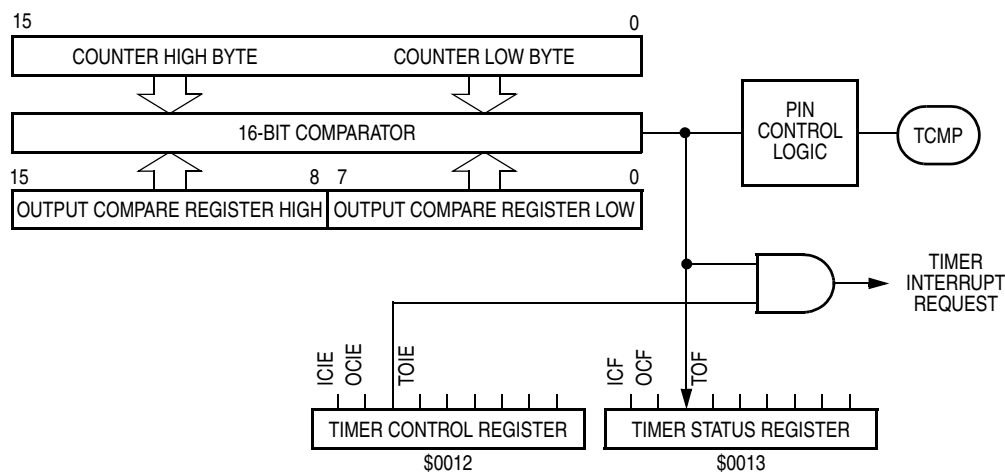 15 0
COUNTER HIGH BYTE COUNTER LOW BYTE
16-BIT COMPARATOR
PIN
CONTROL
LOGIC
TCMP
15 8 7 0
OUTPUT COMPARE REGISTER HIGH OUTPUT COMPARE REGISTER LOW
TIMER
INTERRUPT
REQUEST
ICIE
OCIE
TOIE
ICF
OCF
TOF
TIMER CONTROL REGISTER
TIMER STATUS REGISTER
$0012
$0013